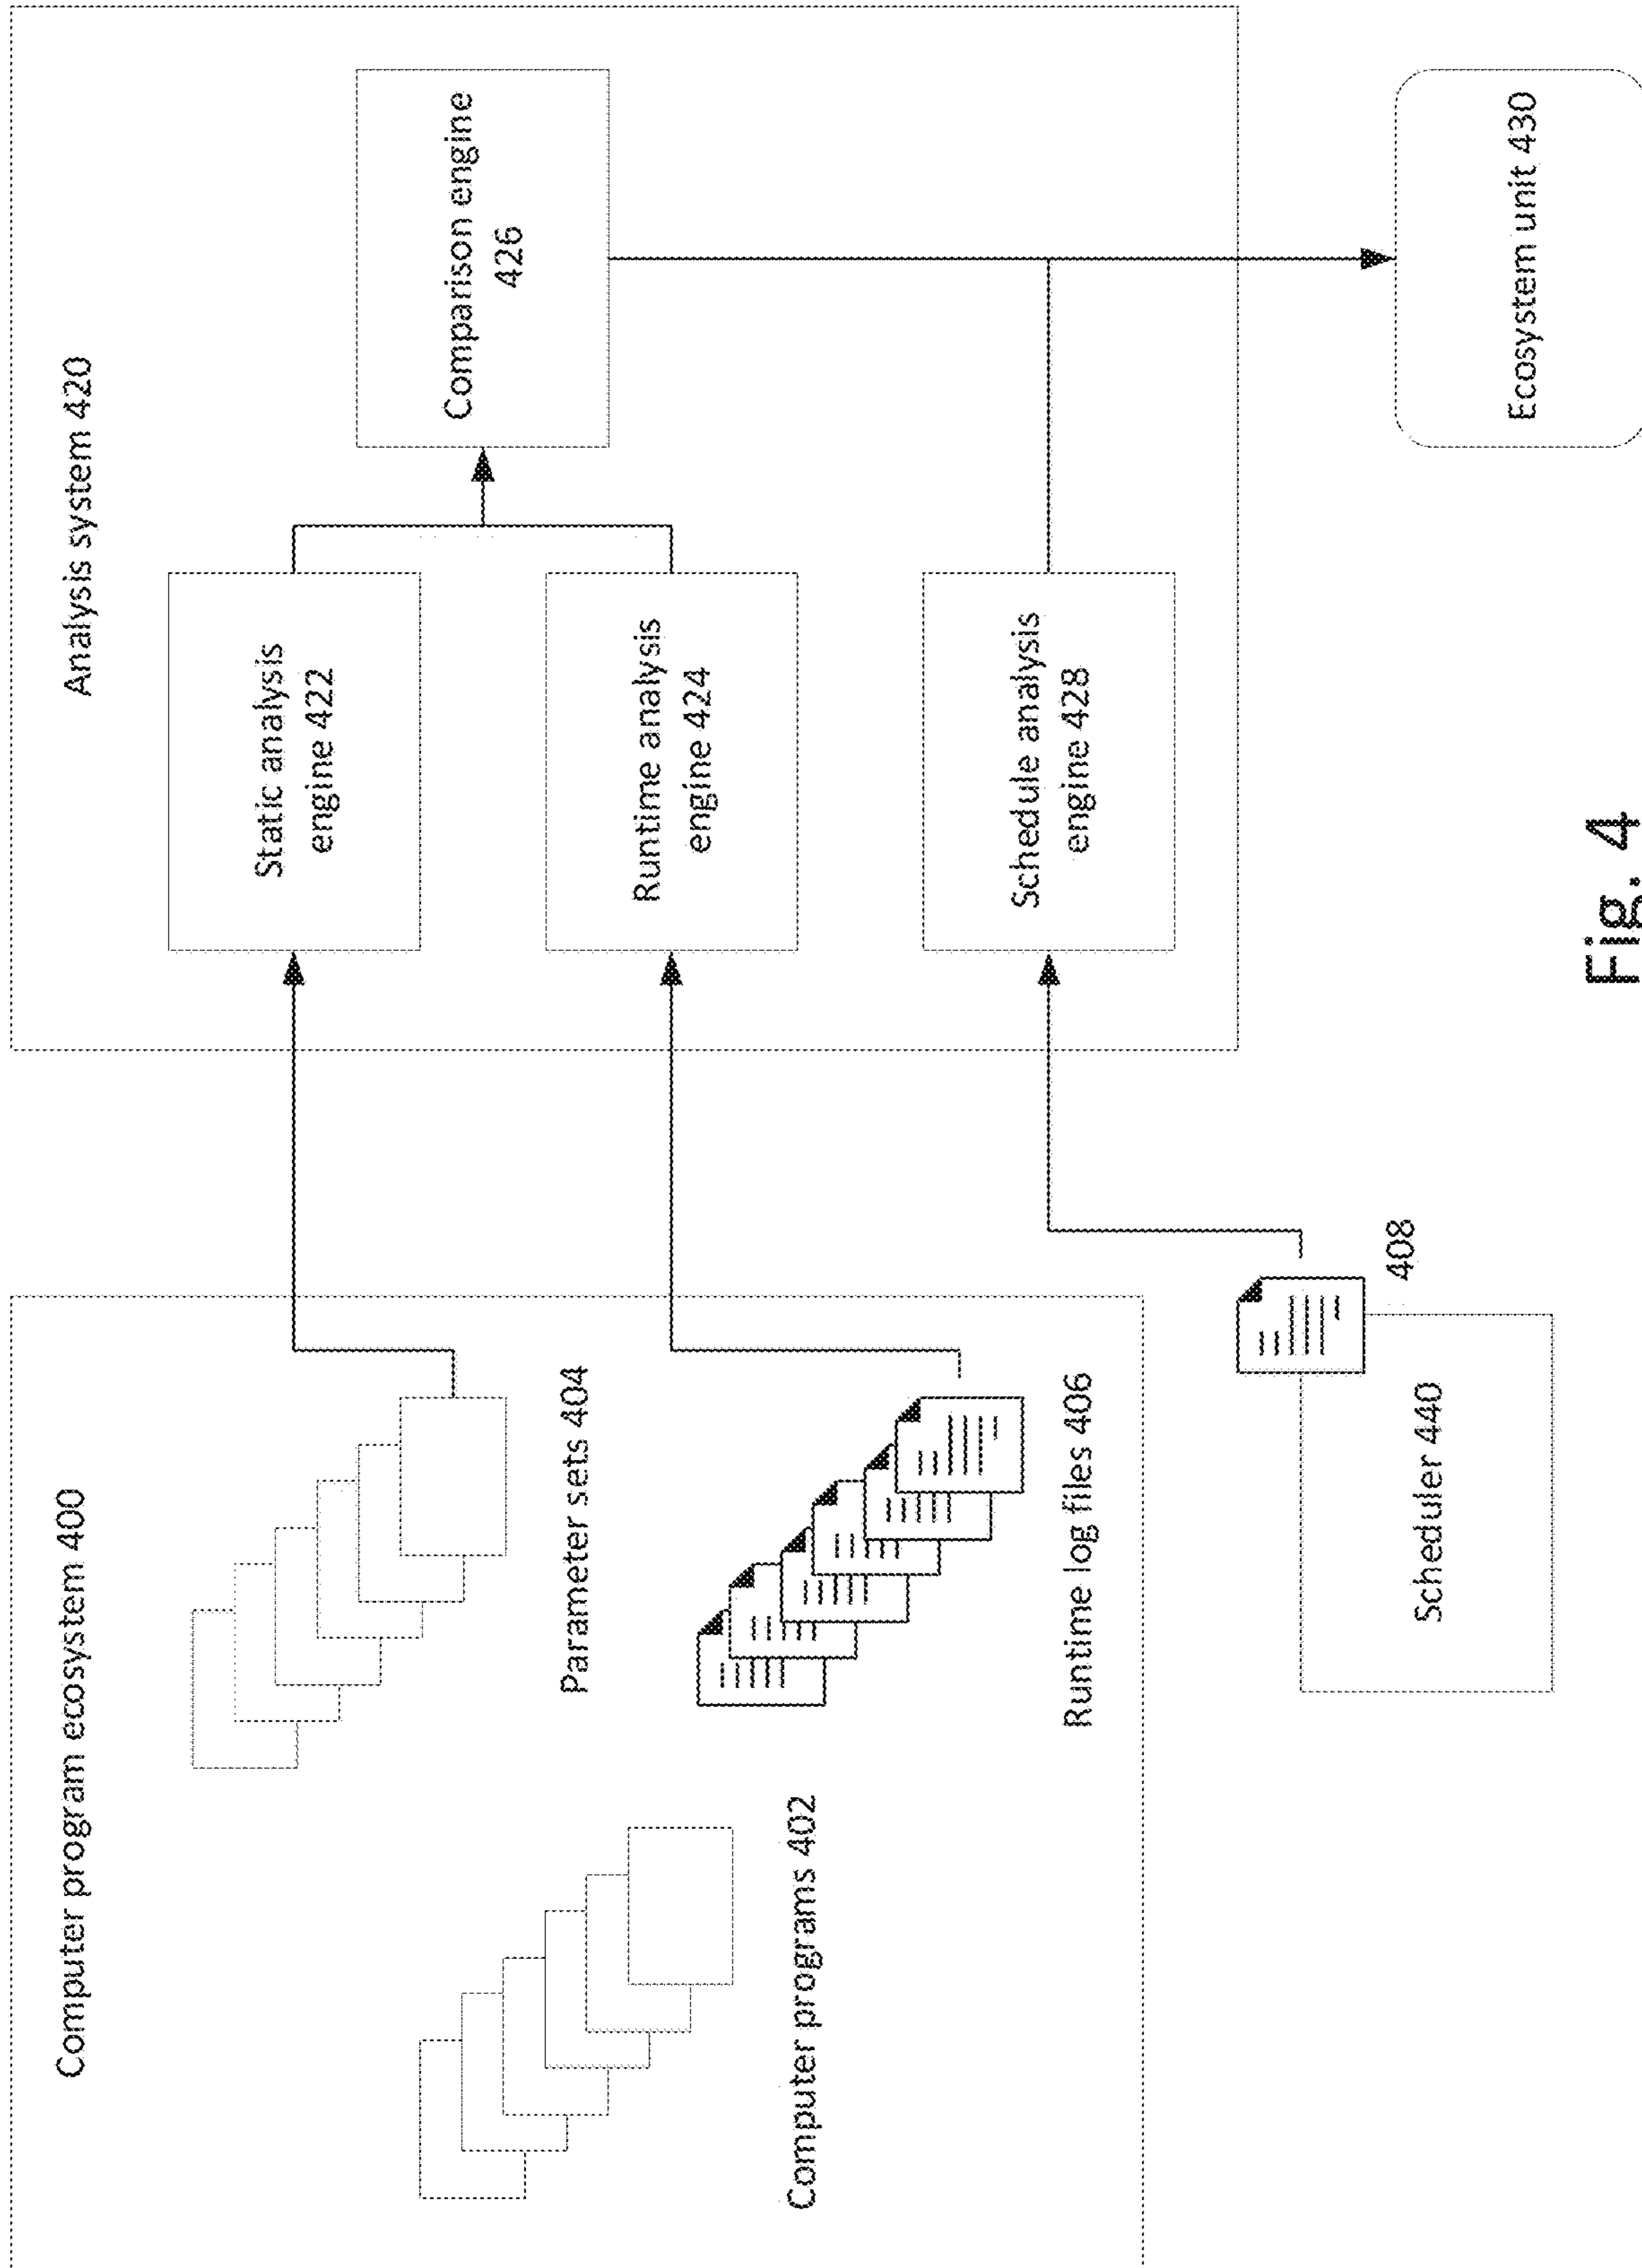 Computer program ecosystem 400
Parameter sets 404
Computer programs 402
Runtime log files 406
Scheduler 440
408
Analysis system 420
Static analysis
engine 422
Runtime analysis
engine 424
Schedule analysis
engine 428
Comparison engine
426
Ecosystem unit 430
Fig. 4